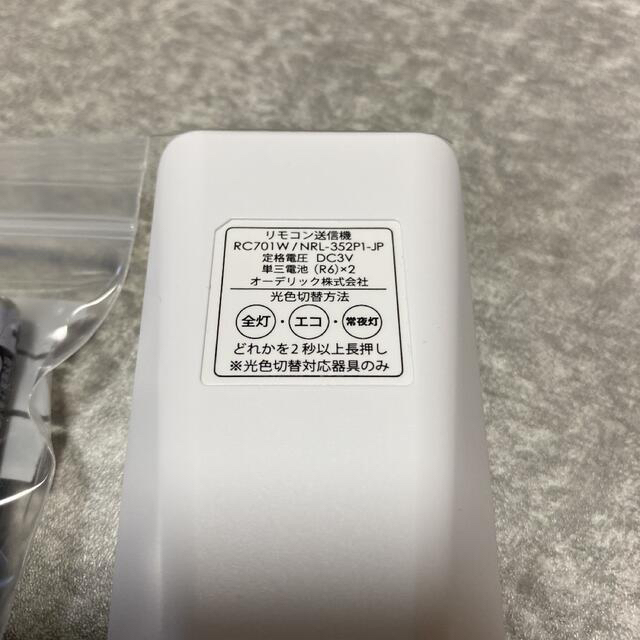 リモコン送信機
RC701W/NRL-352P1-JP
定格電圧 DC3V
単三電池(R6)×2
オーデリック株式会社
光色切替方法
全灯・エコ・常夜灯
どれかを2秒以上長押し
※光色切替対応器具のみ